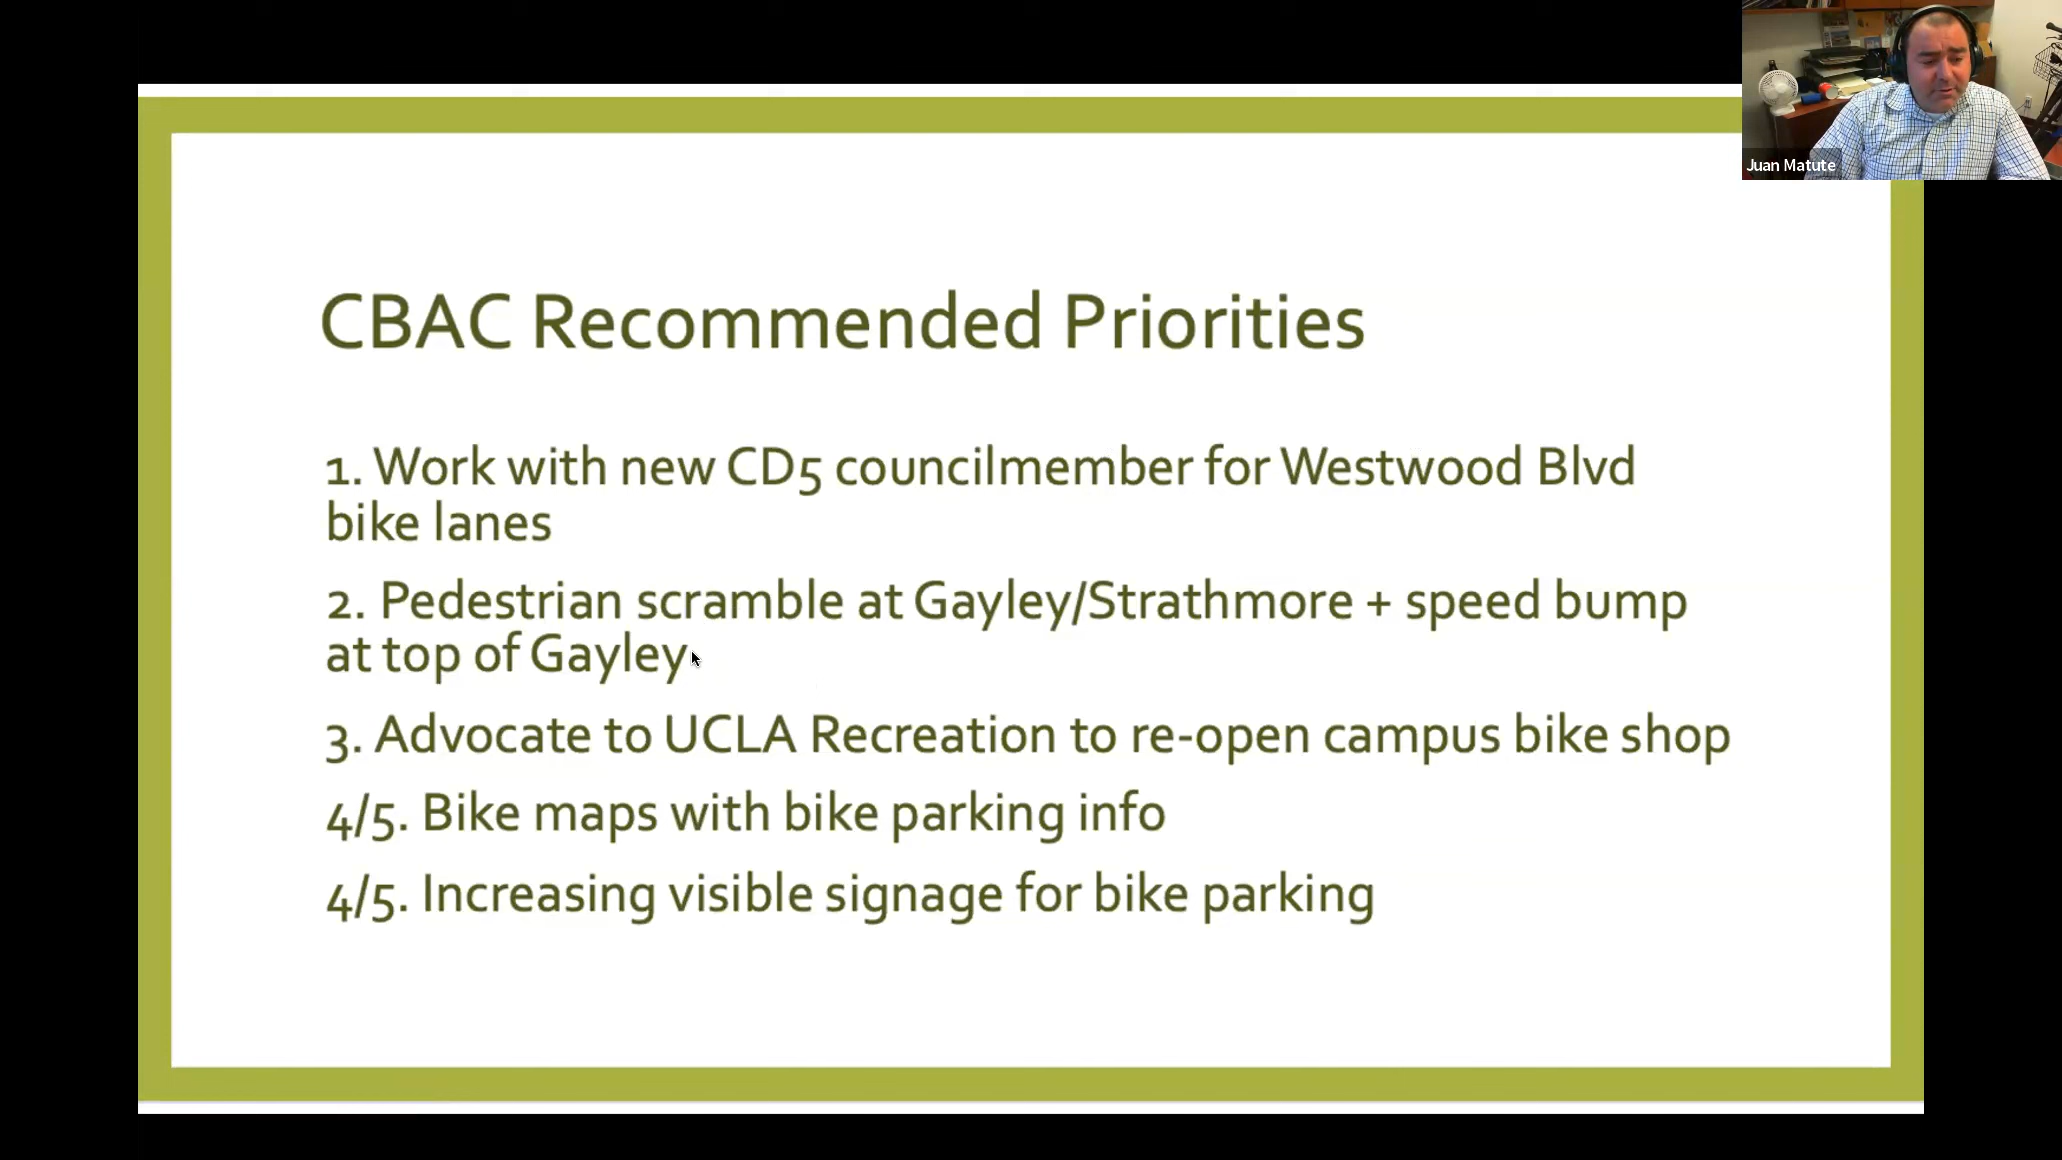 Juan Matute
CBAC Recommended Priorities
1. Work with new CD5 councilmember for Westwood Blvd
bike lanes
2. Pedestrian scramble at Gayley/Strathmore + speed bump
at top of Gayley
3. Advocate to UCLA Recreation to re-open campus bike shop
4/5. Bike maps with bike parking info
4/5. Increasing visible signage for bike parking